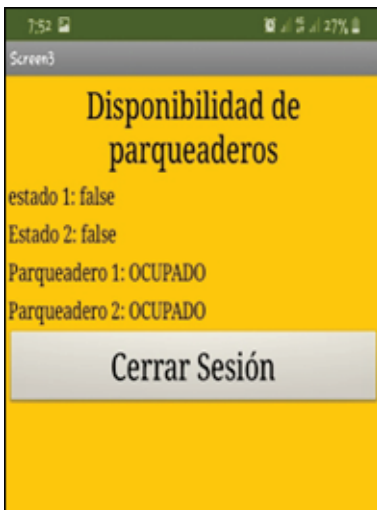 7:52 27%
Screen3
Disponibilidad de
parqueaderos
estado 1: false
Estado 2: false
Parqueadero 1: OCUPADO
Parqueadero 2: OCUPADO
Cerrar Sesión